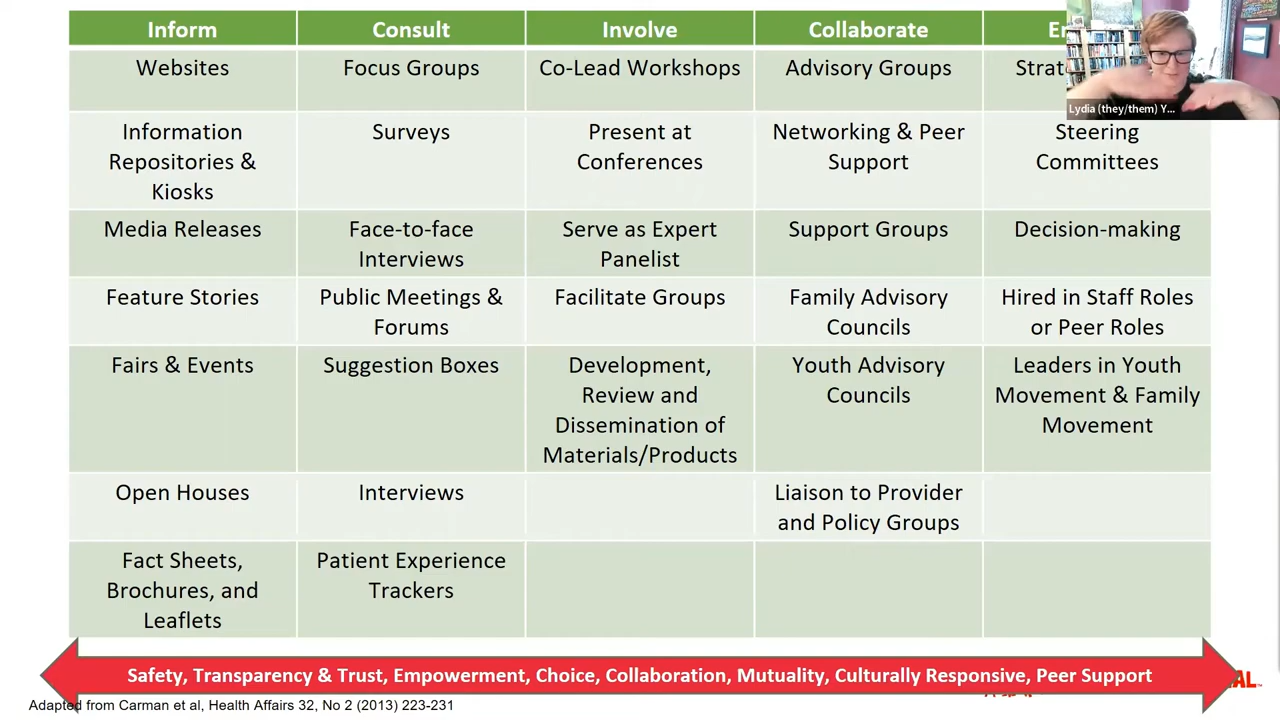 Inform
Consult
Involve
Collaborate
Websites
Focus Groups
Co-Lead Workshops
Advisory Groups
Lydia (they/them) Y...
Information
Repositories &
Kiosks
Surveys
Present at
Conferences
Networking & Peer
Support
Steering
Committees
Media Releases
Face-to-face
Interviews
Serve as Expert
Panelist
Support Groups
Decision-making
Feature Stories
Public Meetings &
Forums
Facilitate Groups
Family Advisory
Councils
Hired in Staff Roles
or Peer Roles
Fairs & Events
Suggestion Boxes
Development,
Review and
Dissemination of
Materials/Products
Youth Advisory
Councils
Leaders in Youth
Movement & Family
Movement
Open Houses
Interviews
Liaison to Provider
and Policy Groups
Fact Sheets,
Brochures, and
Leaflets
Patient Experience
Trackers
Safety, Transparency & Trust, Empowerment, Choice, Collaboration, Mutuality, Culturally Responsive, Peer Support
Adapted from Carman et al, Health Affairs 32, No 2 (2013) 223-231